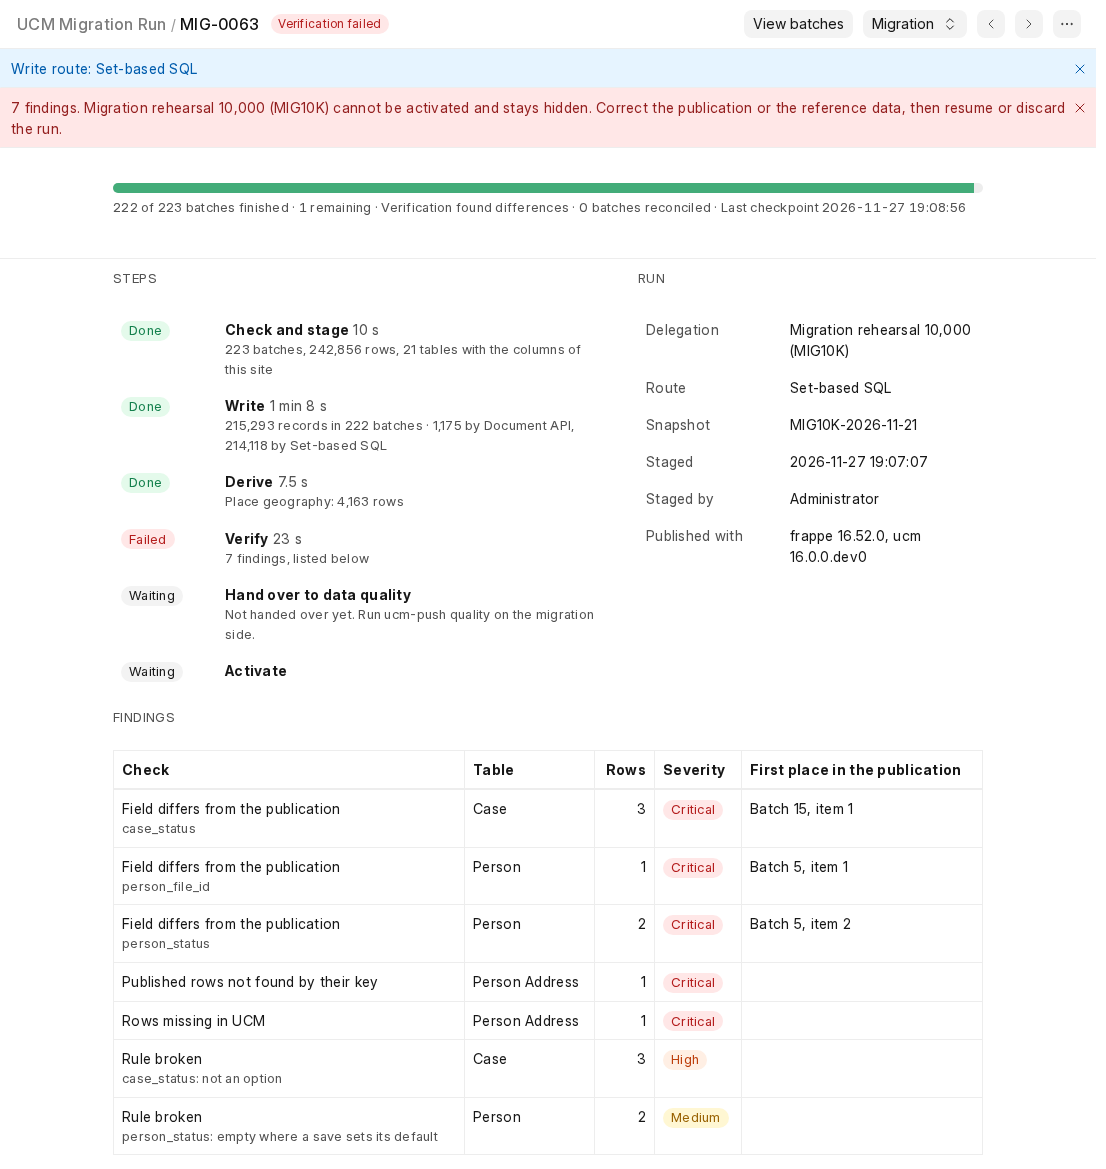 UCM Migration Run / MIG-0063 Verification failed View batches Migration
Write route: Set-based SQL
7 findings. Migration rehearsal 10,000 (MIG10K) cannot be activated and stays hidden. Correct the publication or the reference data, then resume or discard
the run.
222 of 223 batches finished · 1 remaining · Verification found differences · 0 batches reconciled · Last checkpoint 2026-11-27 19:08:56
STEPS
Done Check and stage 10 s
223 batches, 242,856 rows, 21 tables with the columns of
this site
Done Write 1 min 8 s
215,293 records in 222 batches · 1,175 by Document API,
214,118 by Set-based SQL
Done Derive 7.5 s
Place geography: 4,163 rows
Failed Verify 23 s
7 findings, listed below
Waiting Hand over to data quality
Not handed over yet. Run ucm-push quality on the migration
side.
Waiting Activate
RUN
Delegation Migration rehearsal 10,000
(MIG10K)
Route Set-based SQL
Snapshot MIG10K-2026-11-21
Staged 2026-11-27 19:07:07
Staged by Administrator
Published with frappe 16.52.0, ucm
16.0.0.dev0
FINDINGS
Check Table Rows Severity First place in the publication
Field differs from the publication Case 3 Critical Batch 15, item 1
case_status
Field differs from the publication Person 1 Critical Batch 5, item 1
person_file_id
Field differs from the publication Person 2 Critical Batch 5, item 2
person_status
Published rows not found by their key Person Address 1 Critical
Rows missing in UCM Person Address 1 Critical
Rule broken Case 3 High
case_status: not an option
Rule broken Person 2 Medium
person_status: empty where a save sets its default